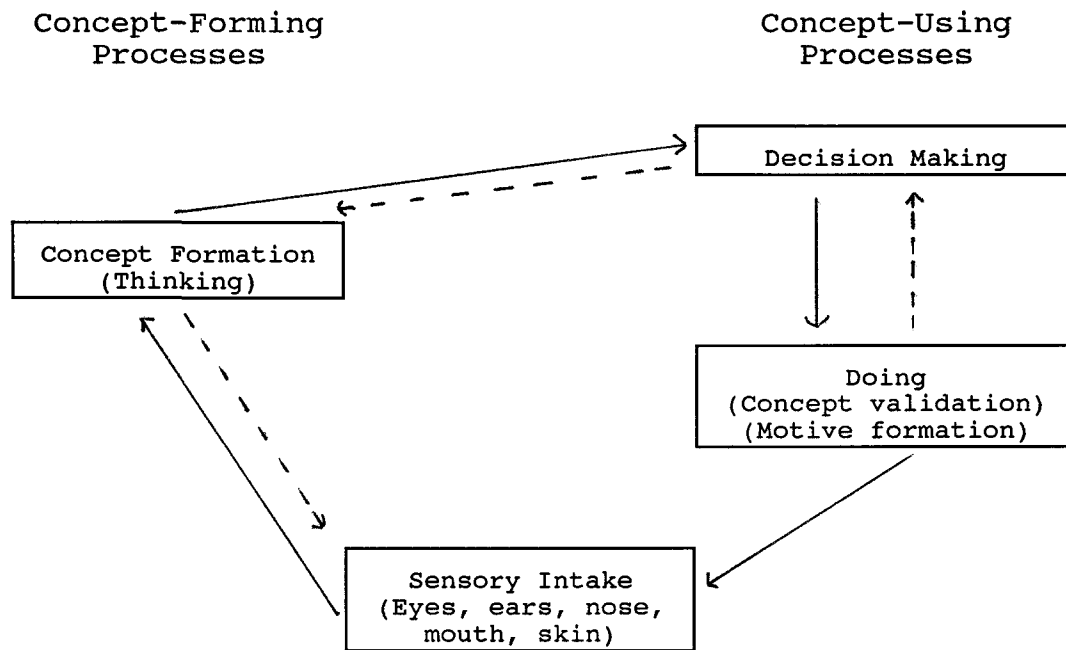 Concept-Forming
Processes
Concept-Using
Processes
Decision Making
Concept Formation
(Thinking)
Doing
(Concept validation)
(Motive formation)
Sensory Intake
(Eyes, ears, nose,
mouth, skin)